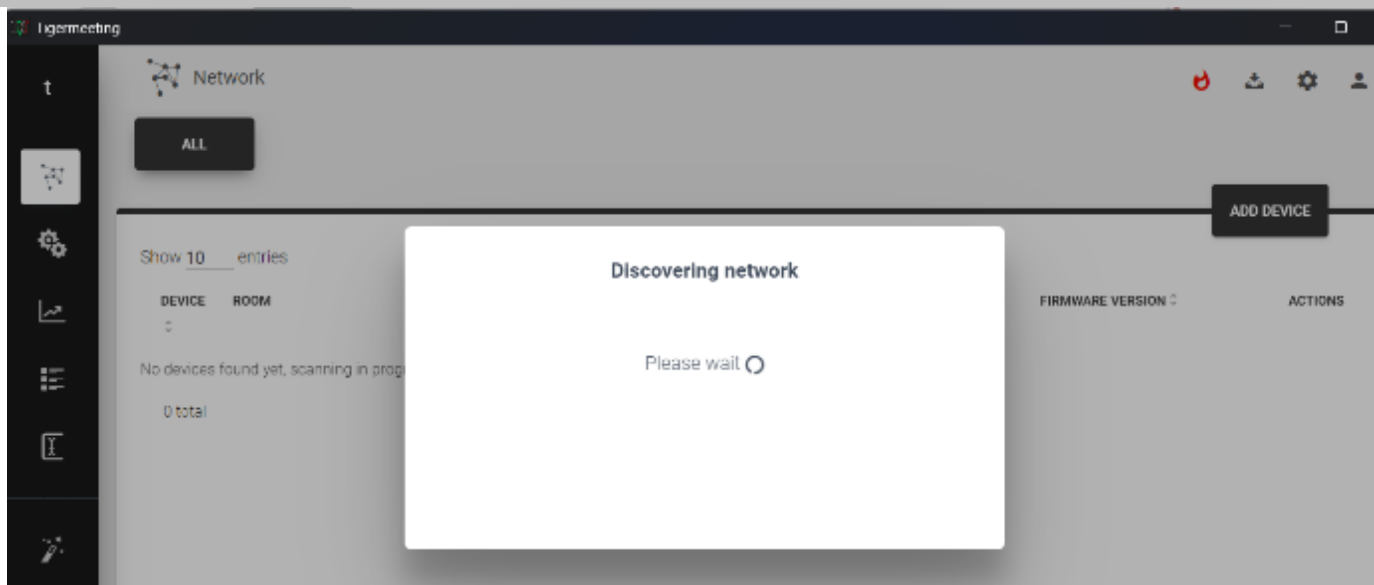 Tigermeeting
t
Network
ALL
ADD DEVICE
Show 10 entries
Discovering network
DEVICE ROOM
FIRMWARE VERSION
ACTIONS
Please wait
No devices found yet, scanning in prog
0 total